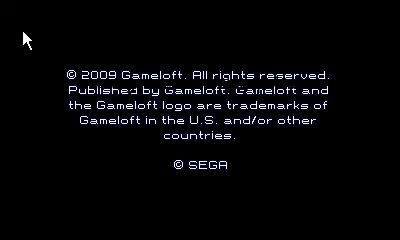 © 2009 Gameloft. All rights reserved.
Published by Gameloft. Gameloft and
the Gameloft logo are trademarks of
Gameloft in the U.S. and/or other
countries.
© SEGA